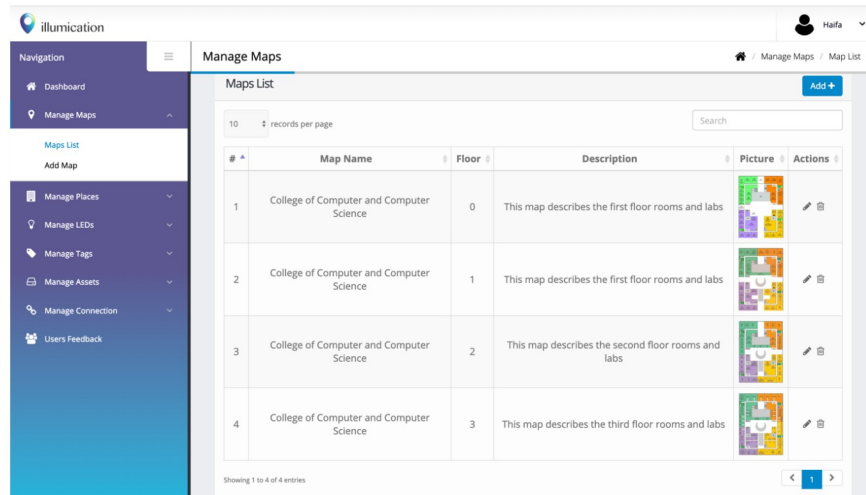 illumication
Haifa
Navigation
Manage Maps
/ Manage Maps / Map List
Dashboard
Manage Maps
Maps List
Add Map
Manage Places
Manage LEDs
Manage Tags
Manage Assets
Manage Connection
Users Feedback
Maps List
Add +
10 records per page
Search
# Map Name Floor Description Picture Actions
1 College of Computer and Computer Science 0 This map describes the first floor rooms and labs
2 College of Computer and Computer Science 1 This map describes the first floor rooms and labs
3 College of Computer and Computer Science 2 This map describes the second floor rooms and labs
4 College of Computer and Computer Science 3 This map describes the third floor rooms and labs
Showing 1 to 4 of 4 entries
< 1 >